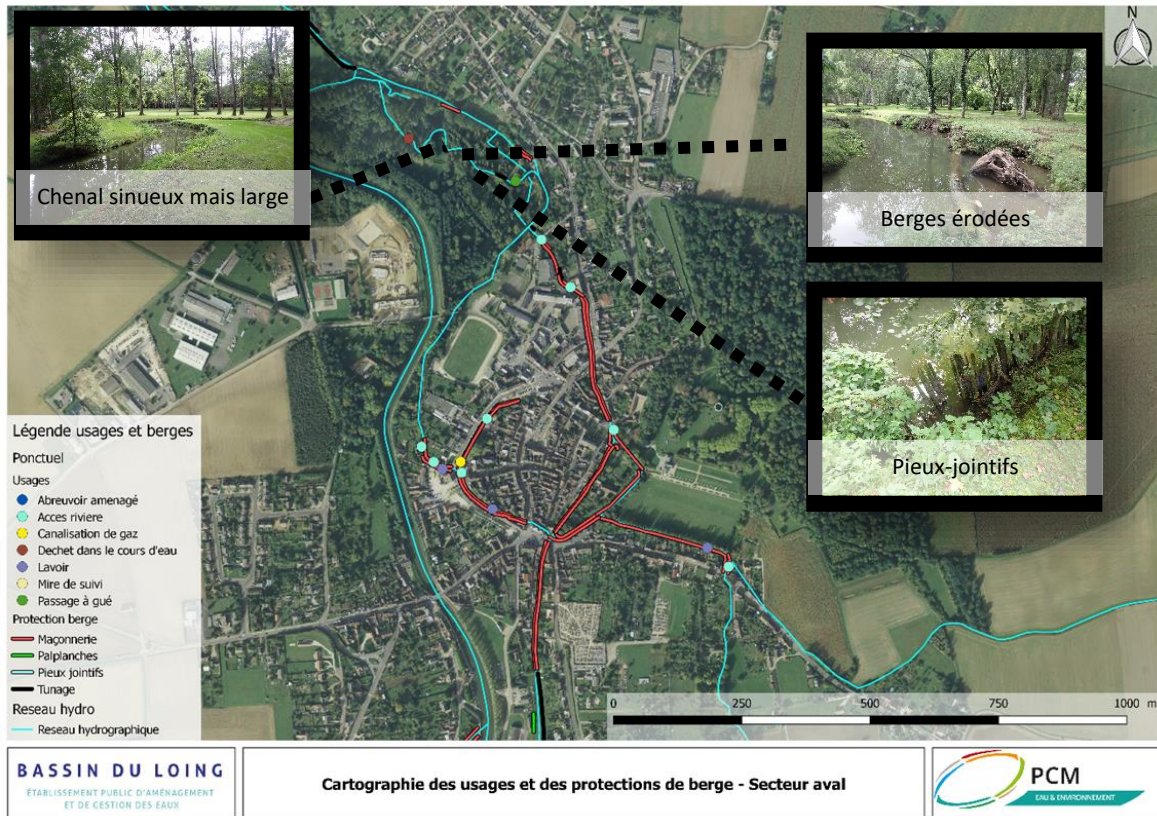 Chenal sinueux mais large
N
Berges érodées
Pieux-jointifs
Légende usages et berges
Ponctuel
Usages
Abreuvoir amenagé
Acces riviere
Canalisation de gaz
Dechet dans le cours d'eau
Lavoir
Mire de suivi
Passage à gué
Protection berge
Maçonnerie
Palplanches
Pieux jointifs
Tunage
Reseau hydro
Reseau hydrographique
0 250 500 750 1000 m
BASSIN DU LOING
ÉTABLISSEMENT PUBLIC D'AMÉNAGEMENT
ET DE GESTION DES EAUX
Cartographie des usages et des protections de berge - Secteur aval
PCM
EAU & ENVIRONNEMENT